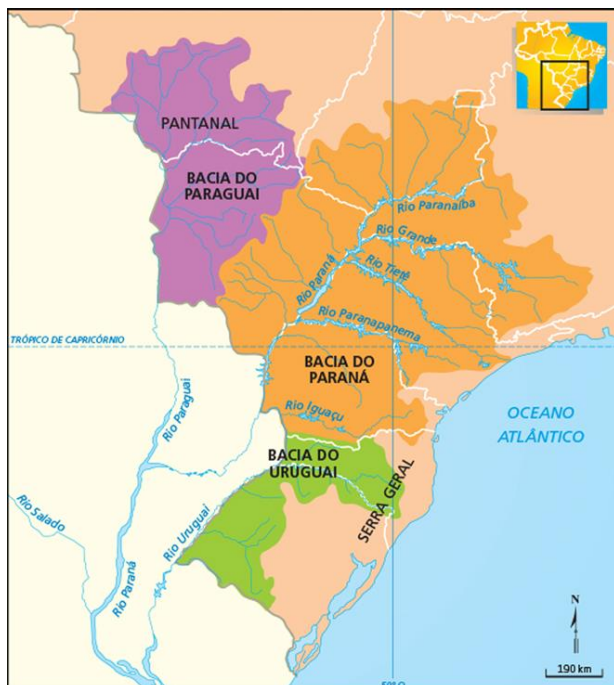 PANTANAL
BACIA DO
PARAGUAI
Rio Paranaíba
Rio Grande
Rio Tietê
Rio Paraná
Rio Paranapanema
TRÓPICO DE CAPRICÓRNIO
BACIA DO
PARANÁ
Rio Paraguai
Rio Iguaçu
OCEANO
ATLÂNTICO
BACIA DO
URUGUAI
SERRA GERAL
Rio Salado
Rio Uruguai
Rio Paraná
N
190 km